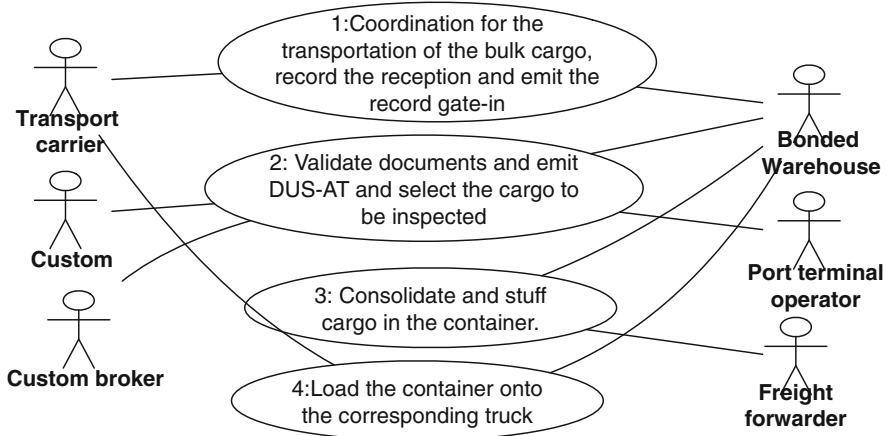 1:Coordination for the
transportation of the bulk cargo,
record the reception and emit the
record gate-in
Transport
carrier
Bonded
Warehouse
2: Validate documents and emit
DUS-AT and select the cargo to
be inspected
Custom
Port terminal
operator
3: Consolidate and stuff
cargo in the container.
Custom broker
4:Load the container onto
the corresponding truck
Freight
forwarder